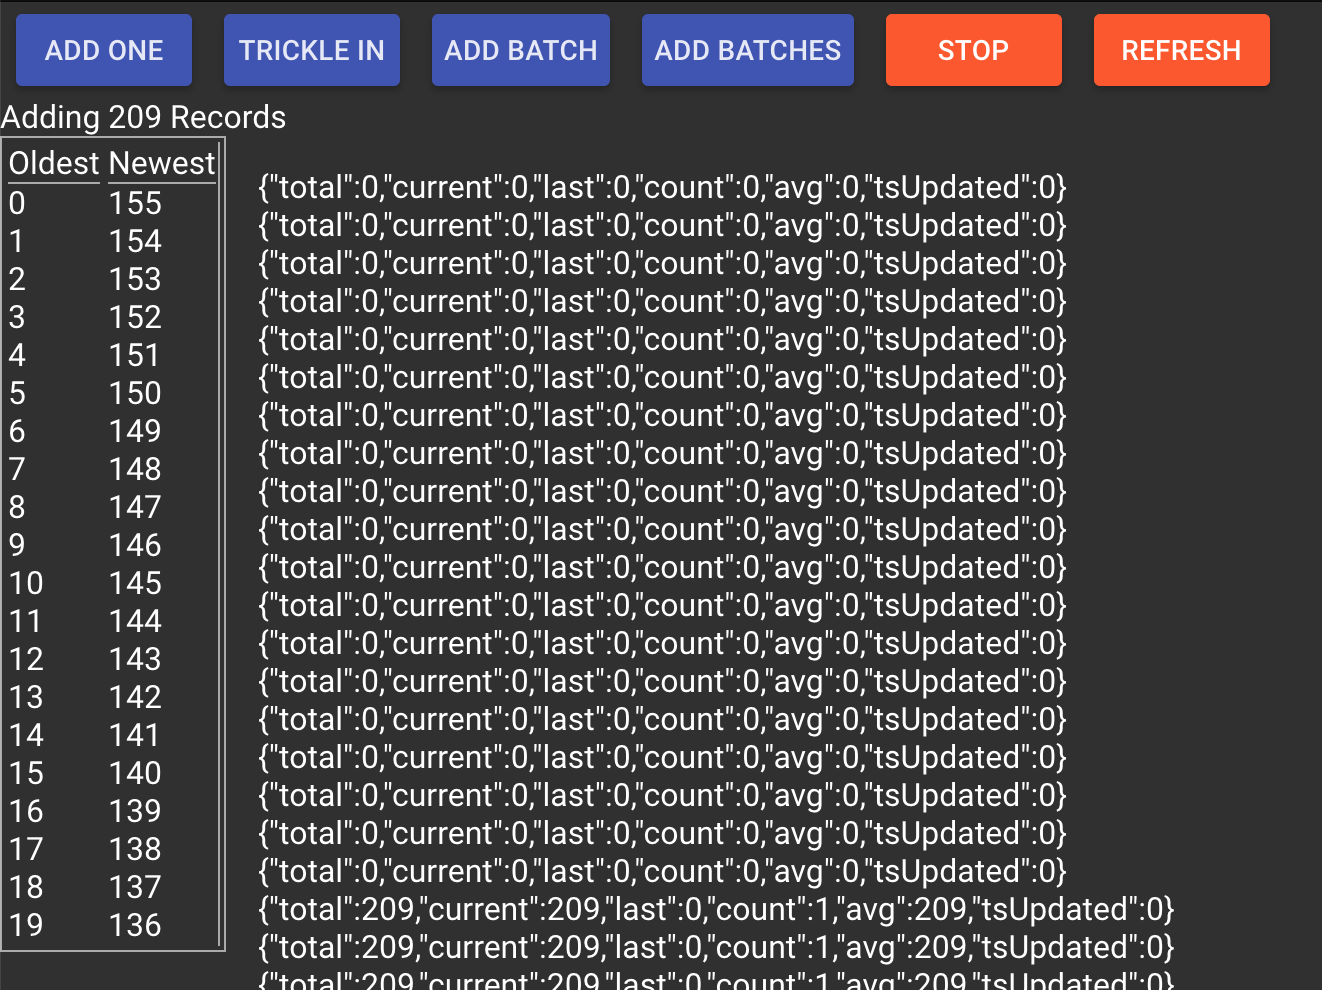 ADD ONE TRICKLE IN ADD BATCH ADD BATCHES STOP REFRESH
Adding 209 Records
Oldest Newest
0 155 {"total":0,"current":0,"last":0,"count":0,"avg":0,"tsUpdated":0}
1 154 {"total":0,"current":0,"last":0,"count":0,"avg":0,"tsUpdated":0}
2 153 {"total":0,"current":0,"last":0,"count":0,"avg":0,"tsUpdated":0}
3 152 {"total":0,"current":0,"last":0,"count":0,"avg":0,"tsUpdated":0}
4 151 {"total":0,"current":0,"last":0,"count":0,"avg":0,"tsUpdated":0}
5 150 {"total":0,"current":0,"last":0,"count":0,"avg":0,"tsUpdated":0}
6 149 {"total":0,"current":0,"last":0,"count":0,"avg":0,"tsUpdated":0}
7 148 {"total":0,"current":0,"last":0,"count":0,"avg":0,"tsUpdated":0}
8 147 {"total":0,"current":0,"last":0,"count":0,"avg":0,"tsUpdated":0}
9 146 {"total":0,"current":0,"last":0,"count":0,"avg":0,"tsUpdated":0}
10 145 {"total":0,"current":0,"last":0,"count":0,"avg":0,"tsUpdated":0}
11 144 {"total":0,"current":0,"last":0,"count":0,"avg":0,"tsUpdated":0}
12 143 {"total":0,"current":0,"last":0,"count":0,"avg":0,"tsUpdated":0}
13 142 {"total":0,"current":0,"last":0,"count":0,"avg":0,"tsUpdated":0}
14 141 {"total":0,"current":0,"last":0,"count":0,"avg":0,"tsUpdated":0}
15 140 {"total":0,"current":0,"last":0,"count":0,"avg":0,"tsUpdated":0}
16 139 {"total":0,"current":0,"last":0,"count":0,"avg":0,"tsUpdated":0}
17 138 {"total":0,"current":0,"last":0,"count":0,"avg":0,"tsUpdated":0}
18 137 {"total":0,"current":0,"last":0,"count":0,"avg":0,"tsUpdated":0}
19 136 {"total":209,"current":209,"last":0,"count":1,"avg":209,"tsUpdated":0}
{"total":209,"current":209,"last":0,"count":1,"avg":209,"tsUpdated":0}
{"total":209,"current":209,"last":0,"count":1,"avg":209,"tsUpdated":0}